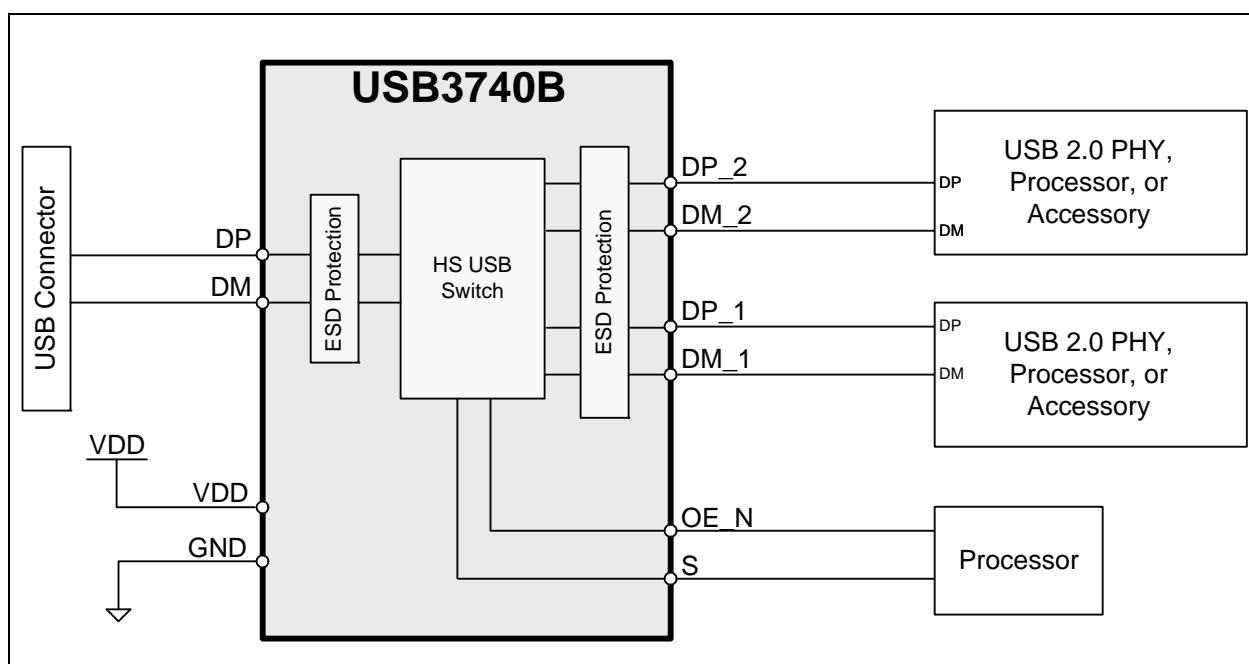 USB3740B
USB Connector
DP
DM
ESD Protection
HS USB
Switch
ESD Protection
DP_2
DM_2
DP
DM
USB 2.0 PHY,
Processor, or
Accessory
DP_1
DM_1
DP
DM
USB 2.0 PHY,
Processor, or
Accessory
VDD
VDD
GND
OE_N
S
Processor